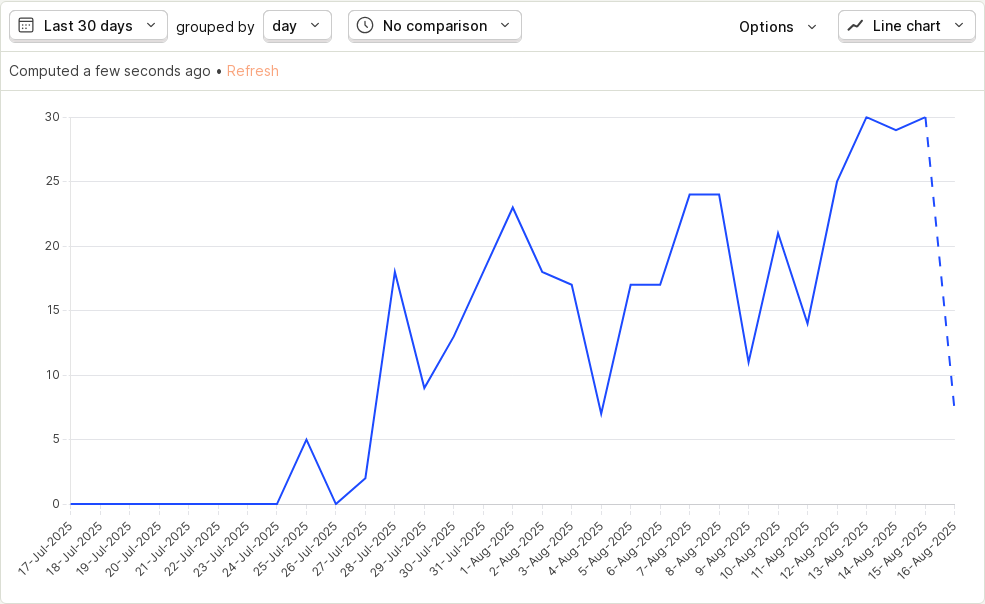 Last 30 days grouped by day No comparison Options Line chart
Computed a few seconds ago • Refresh
30
25
20
15
10
5
0
17-Jul-2025
18-Jul-2025
19-Jul-2025
20-Jul-2025
21-Jul-2025
22-Jul-2025
23-Jul-2025
24-Jul-2025
25-Jul-2025
26-Jul-2025
27-Jul-2025
28-Jul-2025
29-Jul-2025
30-Jul-2025
31-Jul-2025
1-Aug-2025
2-Aug-2025
3-Aug-2025
4-Aug-2025
5-Aug-2025
6-Aug-2025
7-Aug-2025
8-Aug-2025
9-Aug-2025
10-Aug-2025
11-Aug-2025
12-Aug-2025
13-Aug-2025
14-Aug-2025
15-Aug-2025
16-Aug-2025